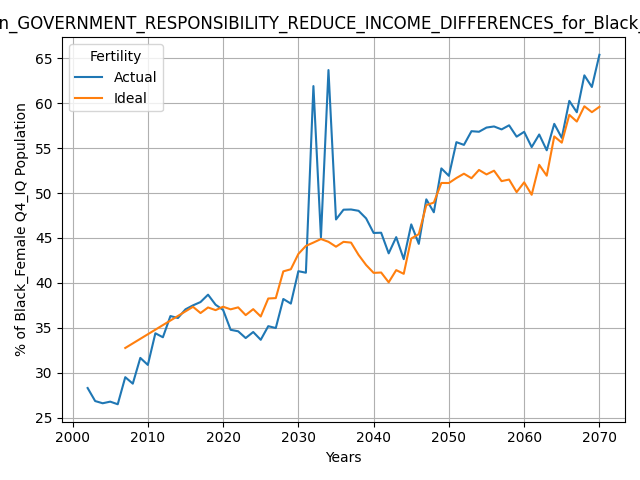 n_GOVERNMENT_RESPONSIBILITY_REDUCE_INCOME_DIFFERENCES_for_Black_
Fertility
Actual
Ideal
65
60
55
50
45
40
35
30
25
% of Black_Female Q4_IQ Population
2000 2010 2020 2030 2040 2050 2060 2070
Years